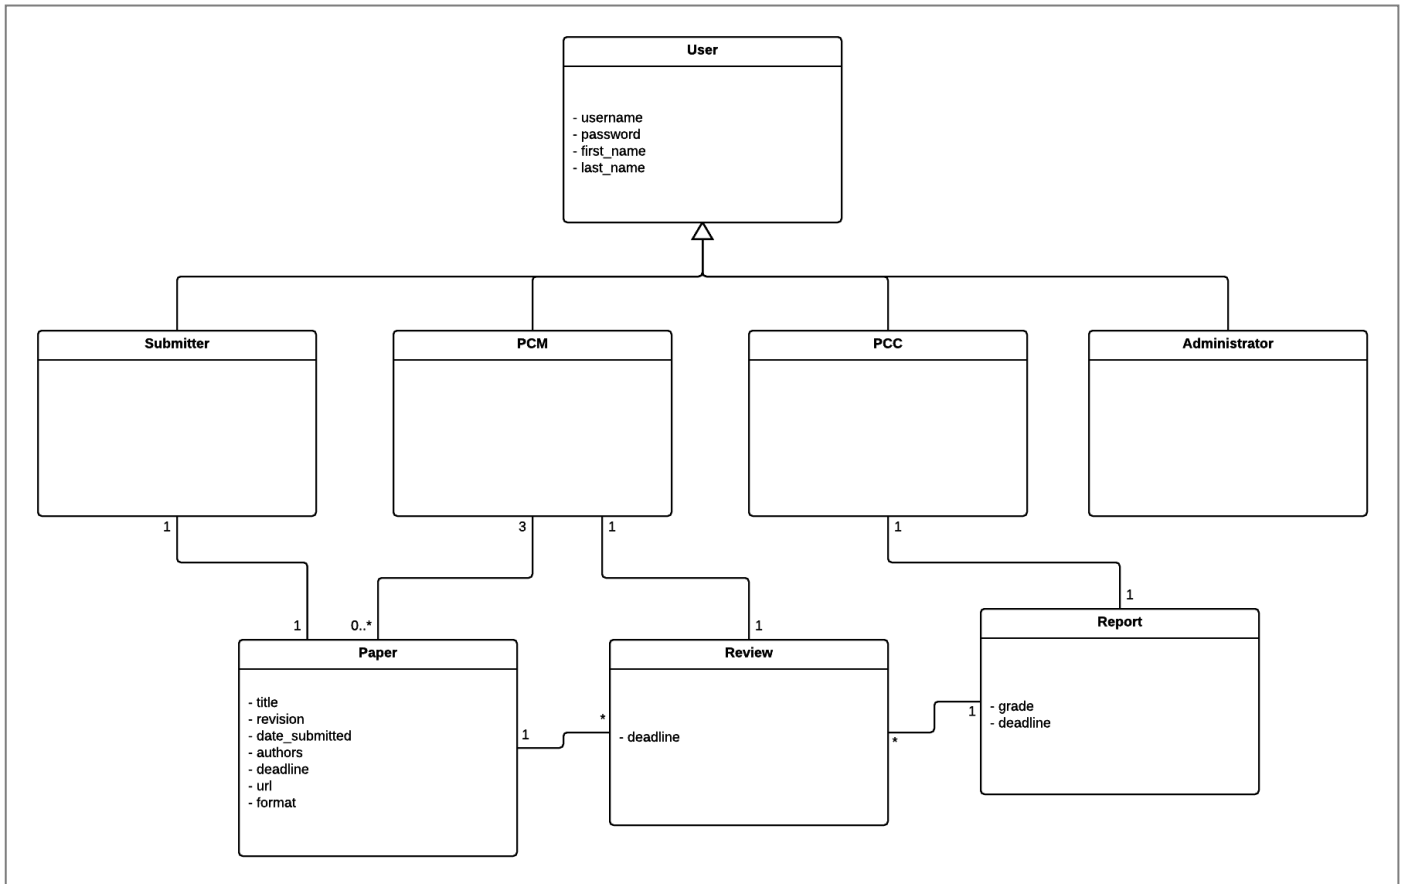 User
- username
- password
- first_name
- last_name
Submitter
PCM
PCC
Administrator
1
3
1
1
1
0..*
1
1
Paper
- title
- revision
- date_submitted
- authors
- deadline
- url
- format
1
*
Review
- deadline
*
1
Report
- grade
- deadline